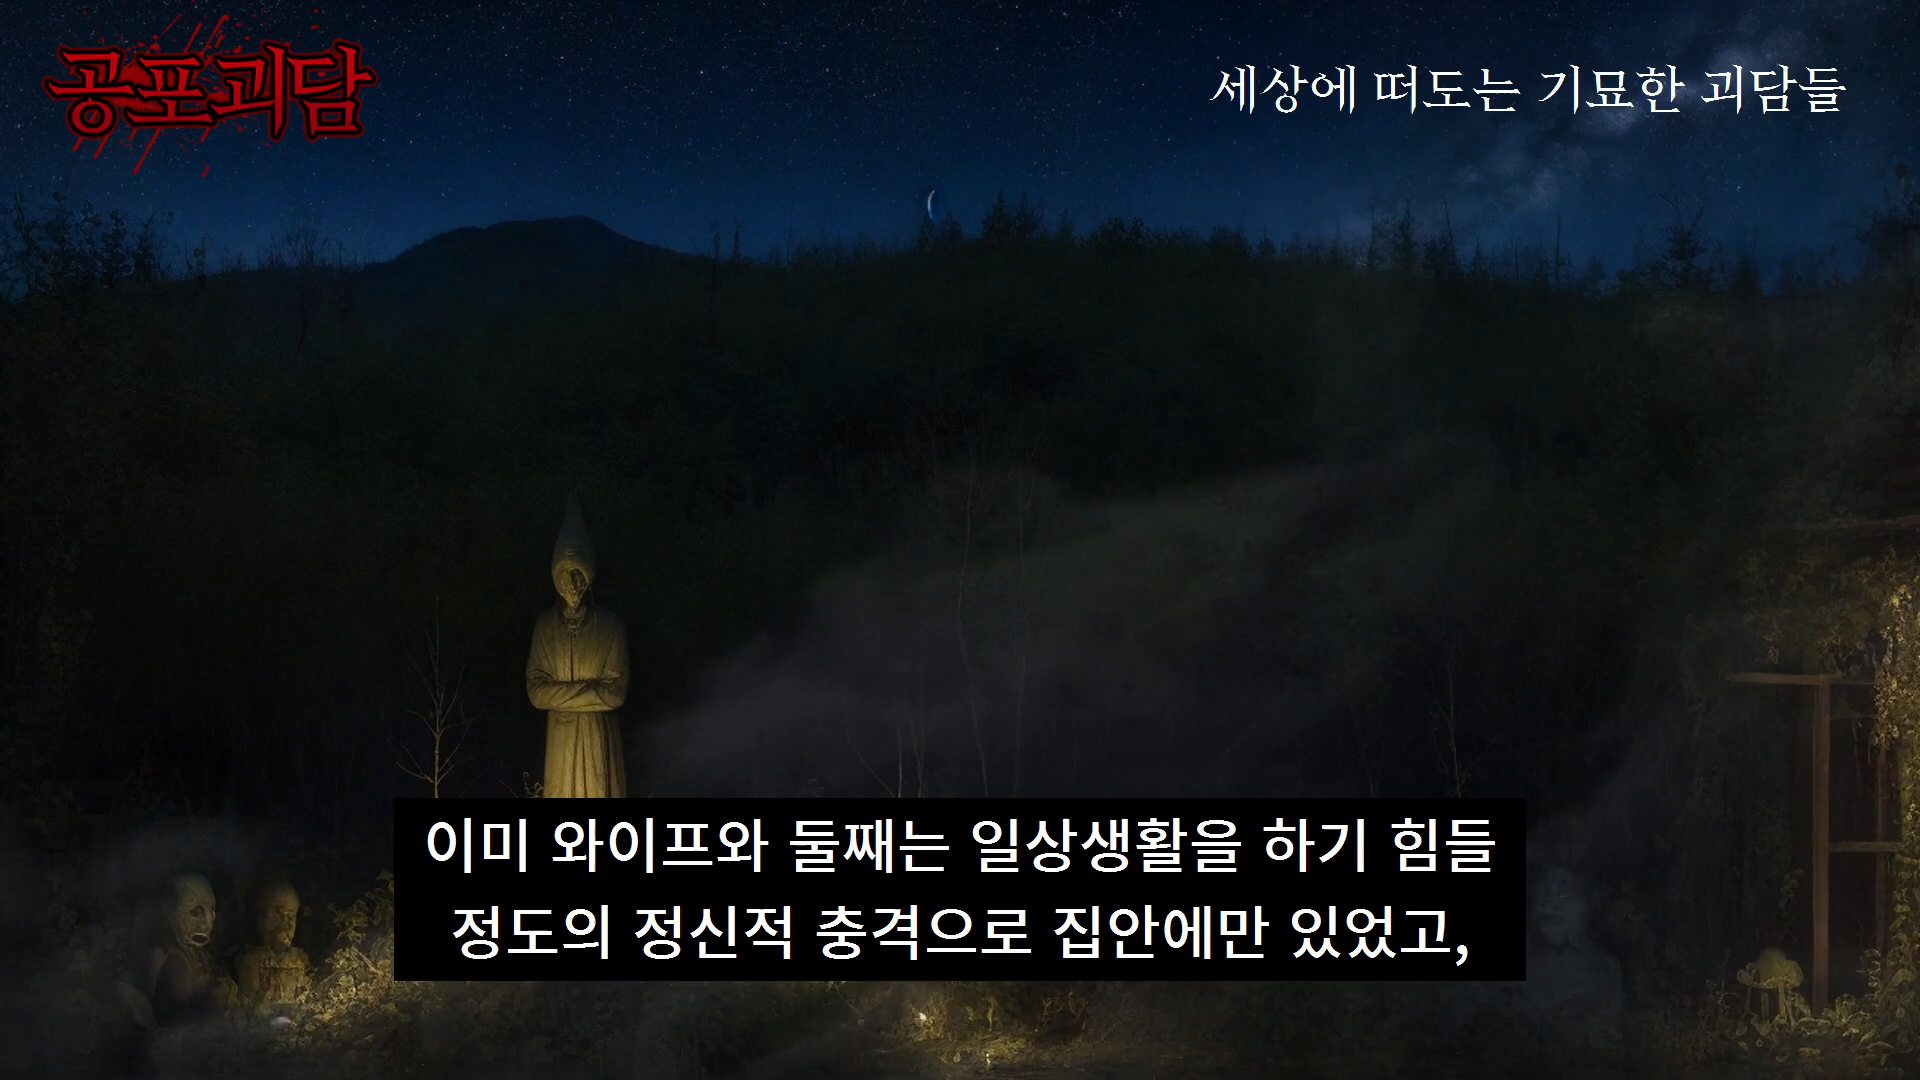 공포괴담
세상에 떠도는 기묘한 괴담들
이미 와이프와 둘째는 일상생활을 하기 힘들
정도의 정신적 충격으로 집안에만 있었고,